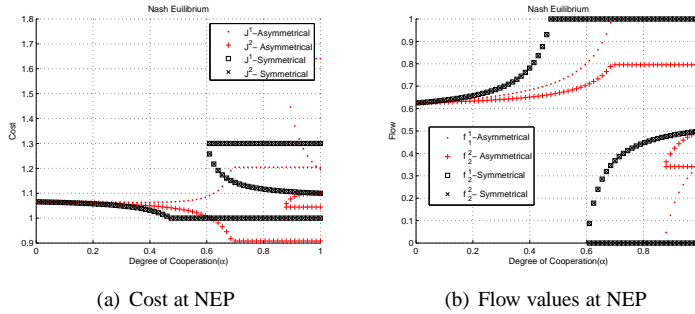 Nash Euilibrium
1.8
1.7
1.6
1.5
1.4
1.3
1.2
1.1
1
0.9
Cost
0
0.2
0.4
0.6
0.8
1
Degree of Cooperation(α)
J¹-Asymmetrical
J²- Asymmetrical
J¹-Symmetrical
J²- Symmetrical
(a) Cost at NEP
Nash Euilibrium
1
0.9
0.8
0.7
0.6
0.5
0.4
0.3
0.2
0.1
0
Flow
0
0.2
0.4
0.6
0.8
Degree of Cooperation(α)
f¹₁-Asymmetrical
f²₂- Asymmetrical
f¹₂-Symmetrical
f²₂- Symmetrical
(b) Flow values at NEP